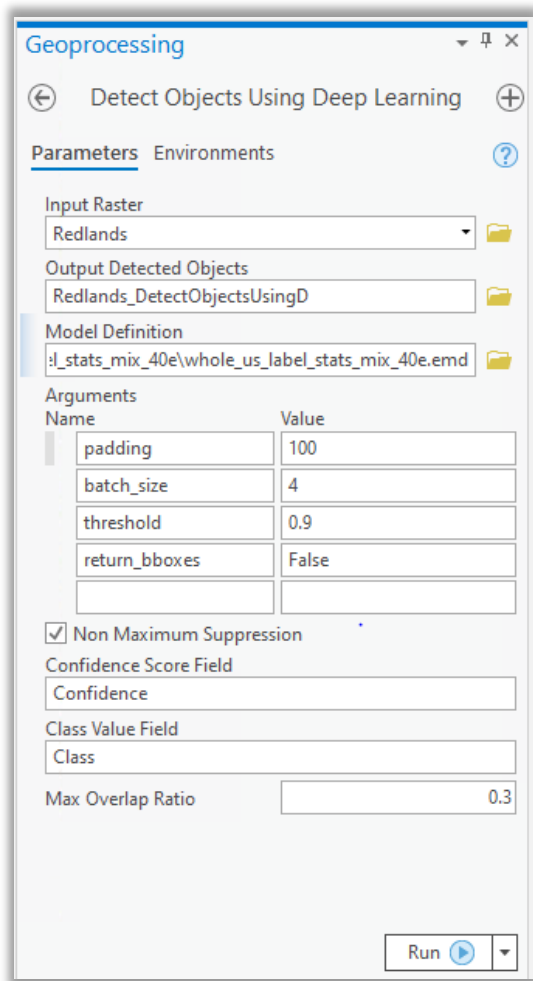 Geoprocessing
Detect Objects Using Deep Learning
Parameters Environments
Input Raster
Redlands
Output Detected Objects
Redlands_DetectObjectsUsingD
Model Definition
el_stats_mix_40e\whole_us_label_stats_mix_40e.emd
Arguments
Name Value
padding 100
batch_size 4
threshold 0.9
return_bboxes False
Non Maximum Suppression
Confidence Score Field
Confidence
Class Value Field
Class
Max Overlap Ratio 0.3
Run